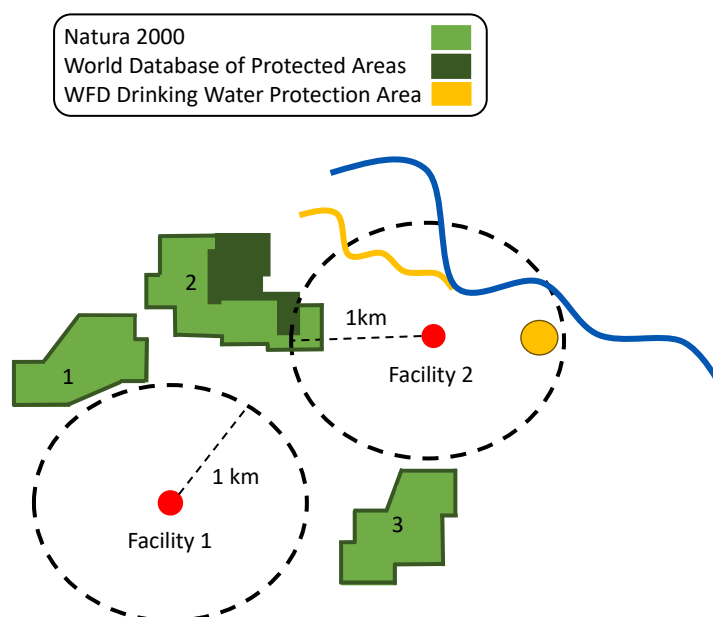 Natura 2000
World Database of Protected Areas
WFD Drinking Water Protection Area
2
1km
Facility 2
1
1 km
3
Facility 1